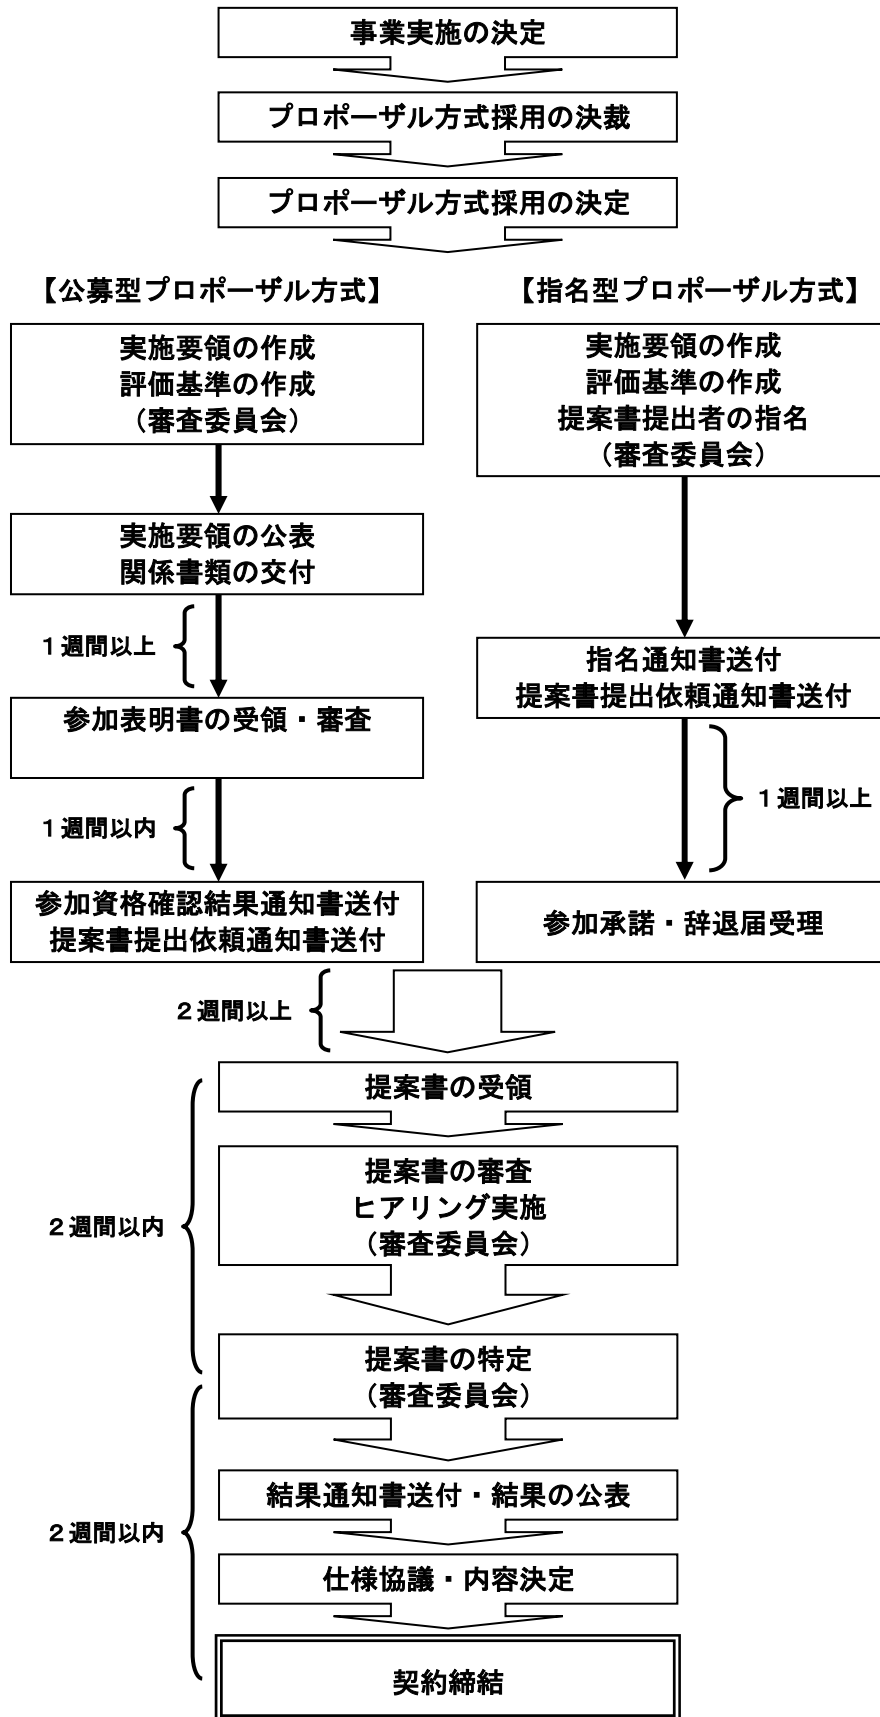 事業実施の決定
プロポーザル方式採用の決裁
プロポーザル方式採用の決定
【公募型プロポーザル方式】
実施要領の作成
評価基準の作成
（審査委員会）
実施要領の公表
関係書類の交付
１週間以上
参加表明書の受領・審査
１週間以内
参加資格確認結果通知書送付
提案書提出依頼通知書送付
【指名型プロポーザル方式】
実施要領の作成
評価基準の作成
提案書提出者の指名
（審査委員会）
指名通知書送付
提案書提出依頼通知書送付
１週間以上
参加承諾・辞退届受理
２週間以上
提案書の受領
提案書の審査
ヒアリング実施
（審査委員会）
２週間以内
提案書の特定
（審査委員会）
結果通知書送付・結果の公表
２週間以内
仕様協議・内容決定
契約締結